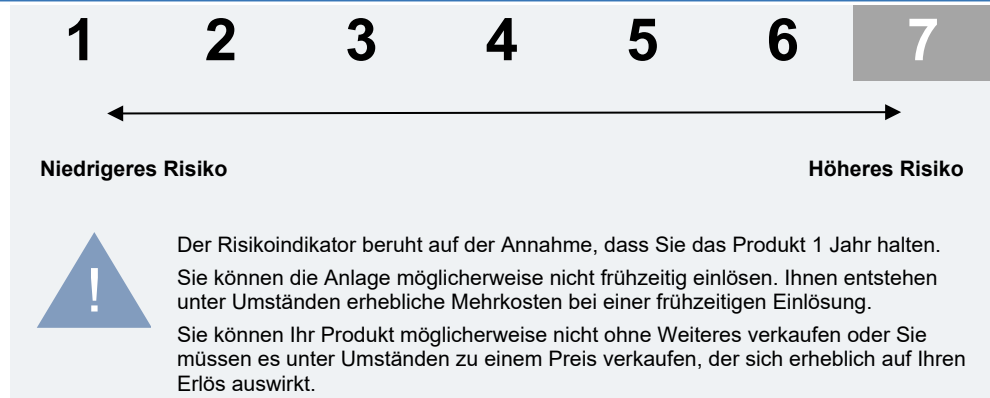 1 2 3 4 5 6 7
Niedrigeres Risiko Höheres Risiko
!
Der Risikoindikator beruht auf der Annahme, dass Sie das Produkt 1 Jahr halten.
Sie können die Anlage möglicherweise nicht frühzeitig einlösen. Ihnen entstehen
unter Umständen erhebliche Mehrkosten bei einer frühzeitigen Einlösung.
Sie können Ihr Produkt möglicherweise nicht ohne Weiteres verkaufen oder Sie
müssen es unter Umständen zu einem Preis verkaufen, der sich erheblich auf Ihren
Erlös auswirkt.